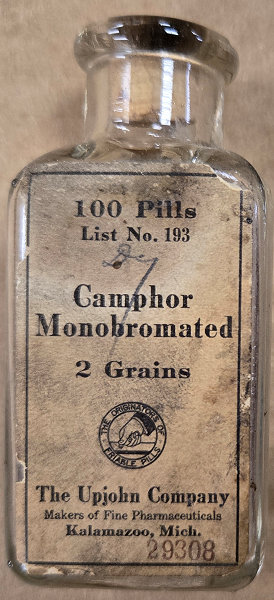 100 Pills
List No. 193
Camphor
Monobromated
2 Grains
THE ORIGINATORS OF
FRIABLE PILLS
The Upjohn Company
Makers of Fine Pharmaceuticals
Kalamazoo, Mich.
29308